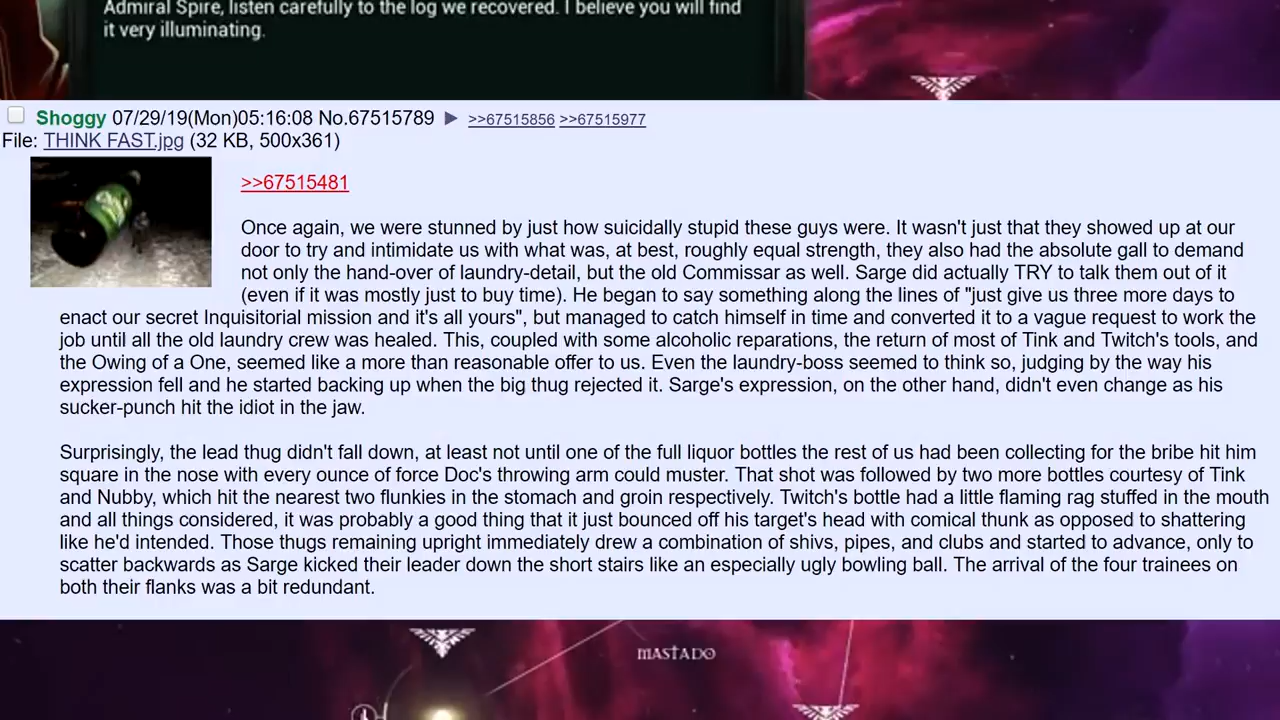 Admiral Spire, listen carefully to the log we recovered. I believe you will find
it very illuminating.
Shoggy 07/29/19(Mon)05:16:08 No.67515789 ▶ >>67515856 >>67515977
File: THINK FAST.jpg (32 KB, 500x361)
>>67515481
Once again, we were stunned by just how suicidally stupid these guys were. It wasn't just that they showed up at our
door to try and intimidate us with what was, at best, roughly equal strength, they also had the absolute gall to demand
not only the hand-over of laundry-detail, but the old Commissar as well. Sarge did actually TRY to talk them out of it
(even if it was mostly just to buy time). He began to say something along the lines of "just give us three more days to
enact our secret Inquisitorial mission and it's all yours", but managed to catch himself in time and converted it to a vague request to work the
job until all the old laundry crew was healed. This, coupled with some alcoholic reparations, the return of most of Tink and Twitch's tools, and
the Owing of a One, seemed like a more than reasonable offer to us. Even the laundry-boss seemed to think so, judging by the way his
expression fell and he started backing up when the big thug rejected it. Sarge's expression, on the other hand, didn't even change as his
sucker-punch hit the idiot in the jaw.
Surprisingly, the lead thug didn't fall down, at least not until one of the full liquor bottles the rest of us had been collecting for the bribe hit him
square in the nose with every ounce of force Doc's throwing arm could muster. That shot was followed by two more bottles courtesy of Tink
and Nubby, which hit the nearest two flunkies in the stomach and groin respectively. Twitch's bottle had a little flaming rag stuffed in the mouth
and all things considered, it was probably a good thing that it just bounced off his target's head with comical thunk as opposed to shattering
like he'd intended. Those thugs remaining upright immediately drew a combination of shivs, pipes, and clubs and started to advance, only to
scatter backwards as Sarge kicked their leader down the short stairs like an especially ugly bowling ball. The arrival of the four trainees on
both their flanks was a bit redundant.
MASTADO